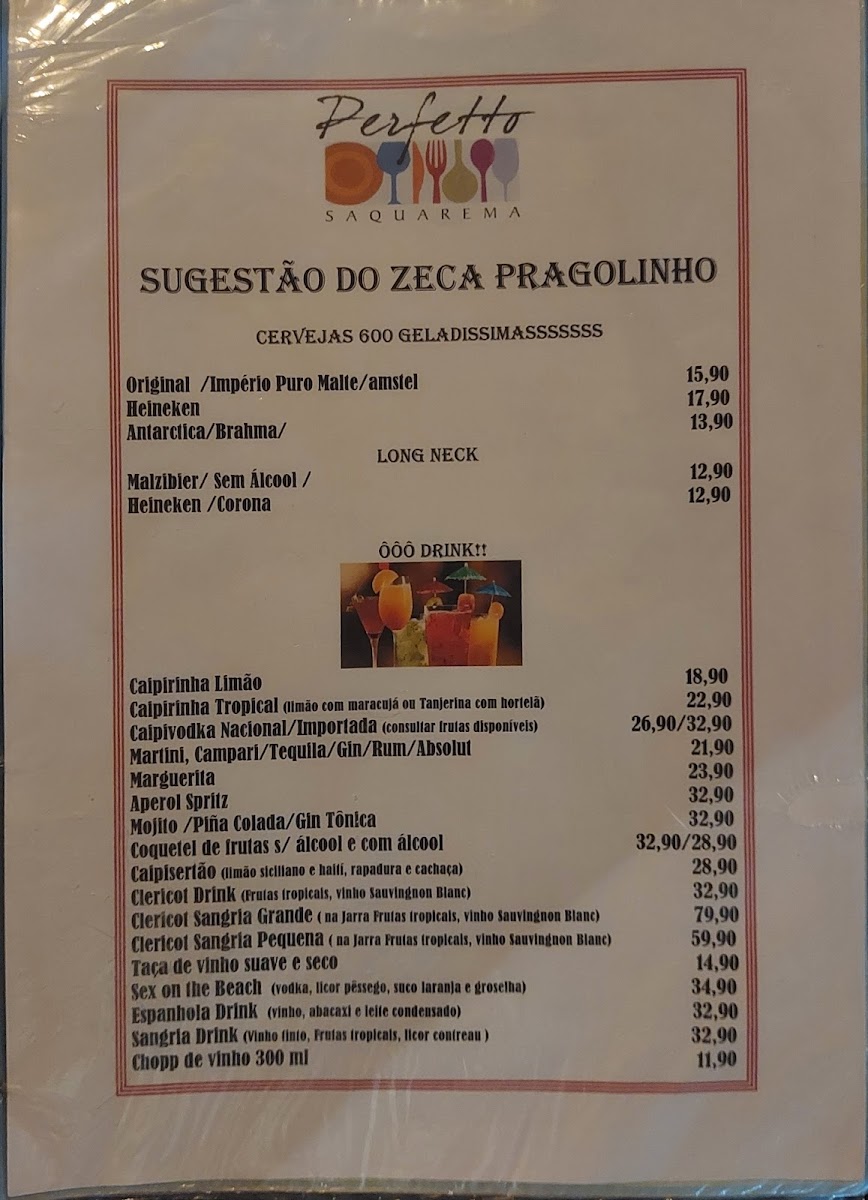 Perfetto
SAQUAREMA
SUGESTÃO DO ZECA PRAGOLINHO
CERVEJAS 600 GELADISSIMASSSSSSS
Original /Império Puro Malte/amstel 15,90
Heineken 17,90
Antarctica/Brahma/ 13,90
LONG NECK
Malzibier/ Sem Álcool / 12,90
Heineken /Corona 12,90
ÔÔÔ DRINK!!
Caipirinha Limão 18,90
Caipirinha Tropical (limão com maracujá ou Tanjerina com hortelã) 22,90
Caipivodka Nacional/Importada (consultar frutas disponíveis) 26,90/32,90
Martini, Campari/Tequila/Gin/Rum/Absolut 21,90
Marguerita 23,90
Aperol Spritz 32,90
Mojito /Piña Colada/Gin Tônica 32,90
Coquetel de frutas s/ álcool e com álcool 32,90/28,90
Caipisertão (limão siciliano e haití, rapadura e cachaça) 28,90
Clericot Drink (Frutas tropicais, vinho Sauvingnon Blanc) 32,90
Clericot Sangria Grande ( na Jarra Frutas tropicais, vinho Sauvingnon Blanc) 79,90
Clericot Sangria Pequena ( na Jarra Frutas tropicais, vinho Sauvingnon Blanc) 59,90
Taça de vinho suave e seco 14,90
Sex on the Beach (vodka, licor pêssego, suco laranja e groselha) 34,90
Espanhola Drink (vinho, abacaxi e leite condensado) 32,90
Sangria Drink (Vinho tinto, Frutas tropicais, licor contreau ) 32,90
Chopp de vinho 300 ml 11,90